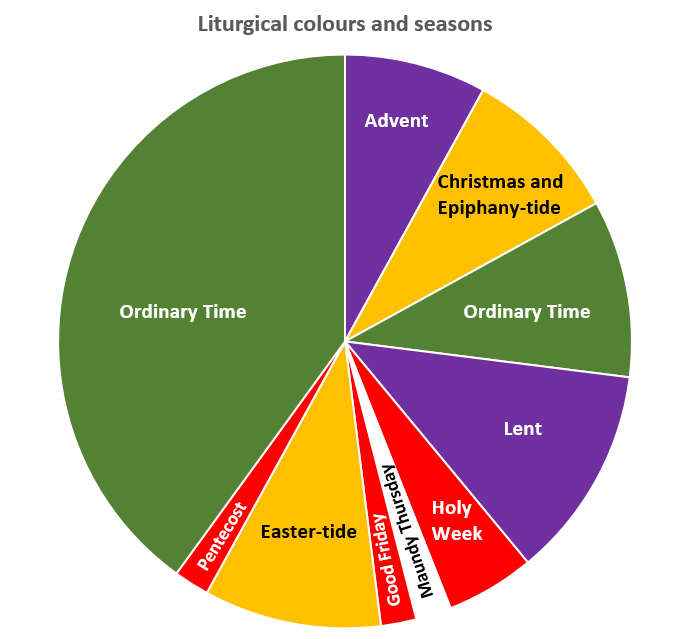 Liturgical colours and seasons
Advent
Christmas and
Epiphany-tide
Ordinary Time
Lent
Holy
Week
Maundy Thursday
Good Friday
Easter-tide
Pentecost
Ordinary Time